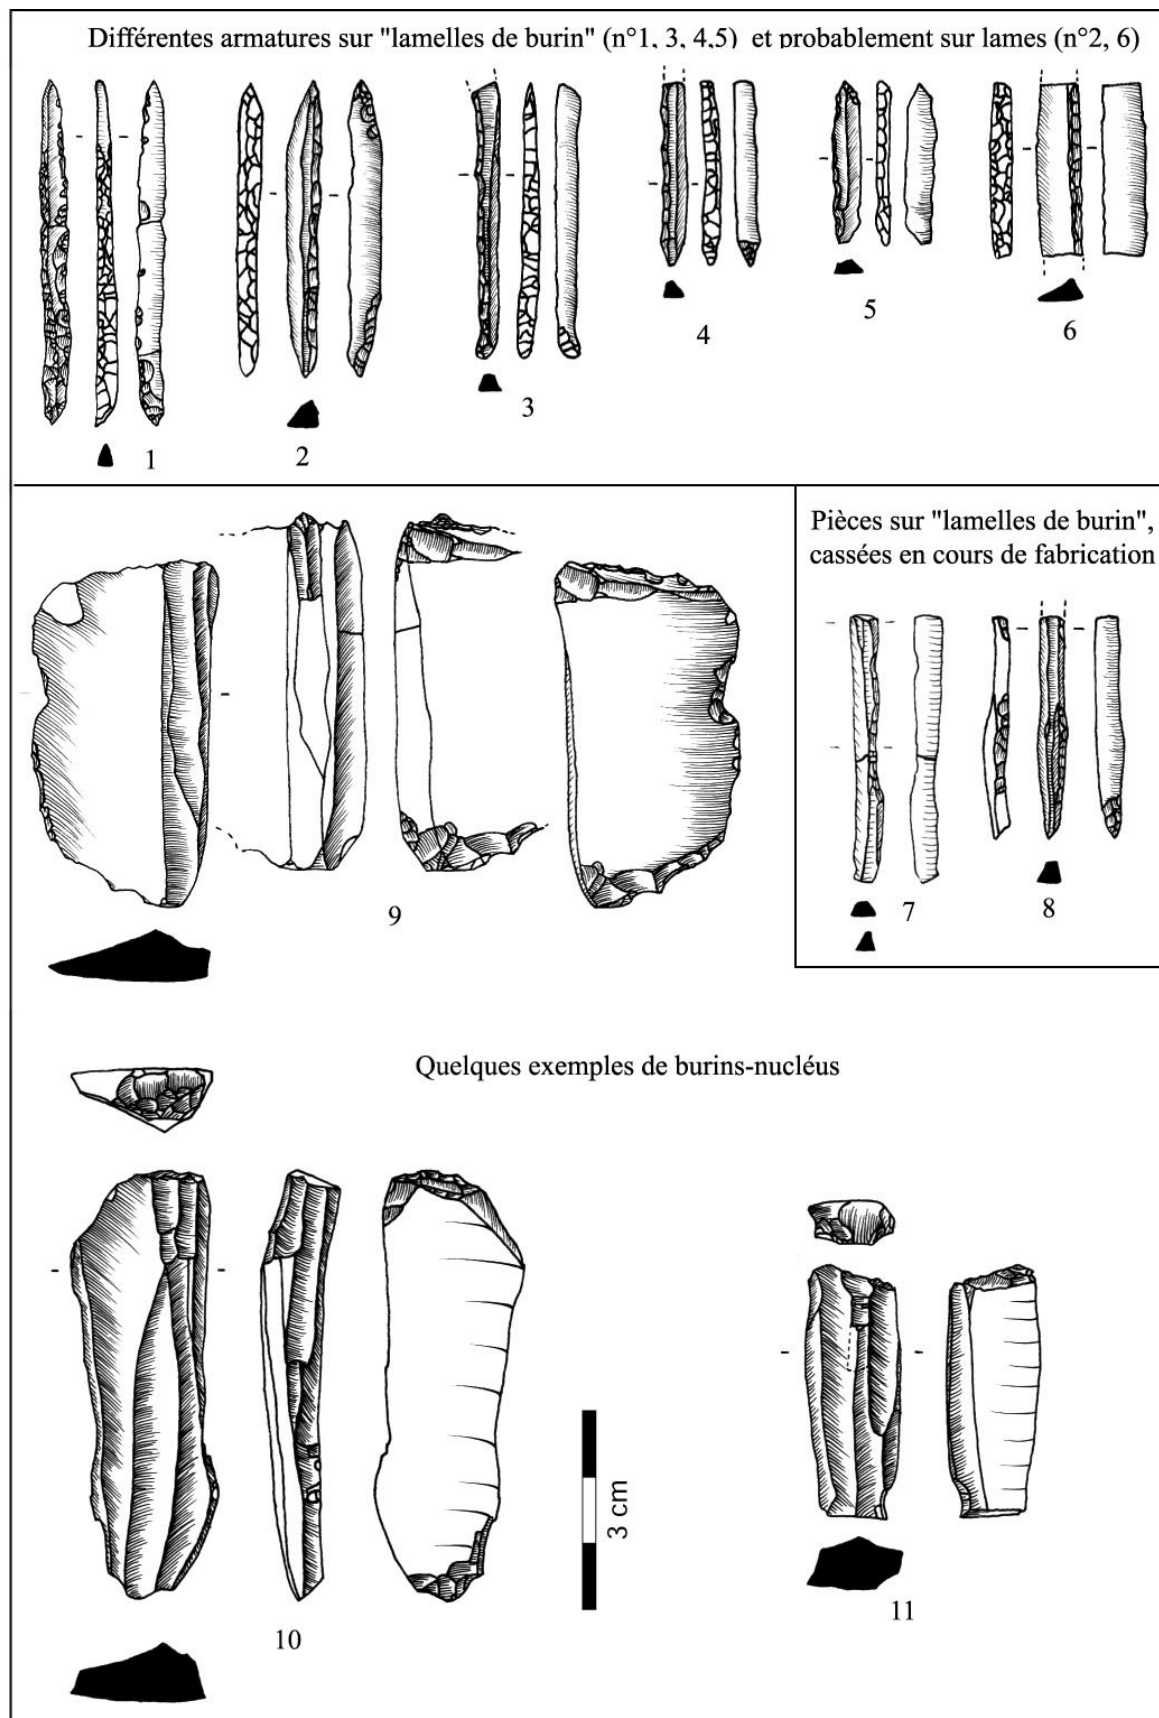 Différentes armatures sur "lamelles de burin" (n°1, 3, 4,5) et probablement sur lames (n°2, 6)
1
2
3
4
5
6
Pièces sur "lamelles de burin",
cassées en cours de fabrication
7
8
9
Quelques exemples de burins-nucléus
10
3 cm
11